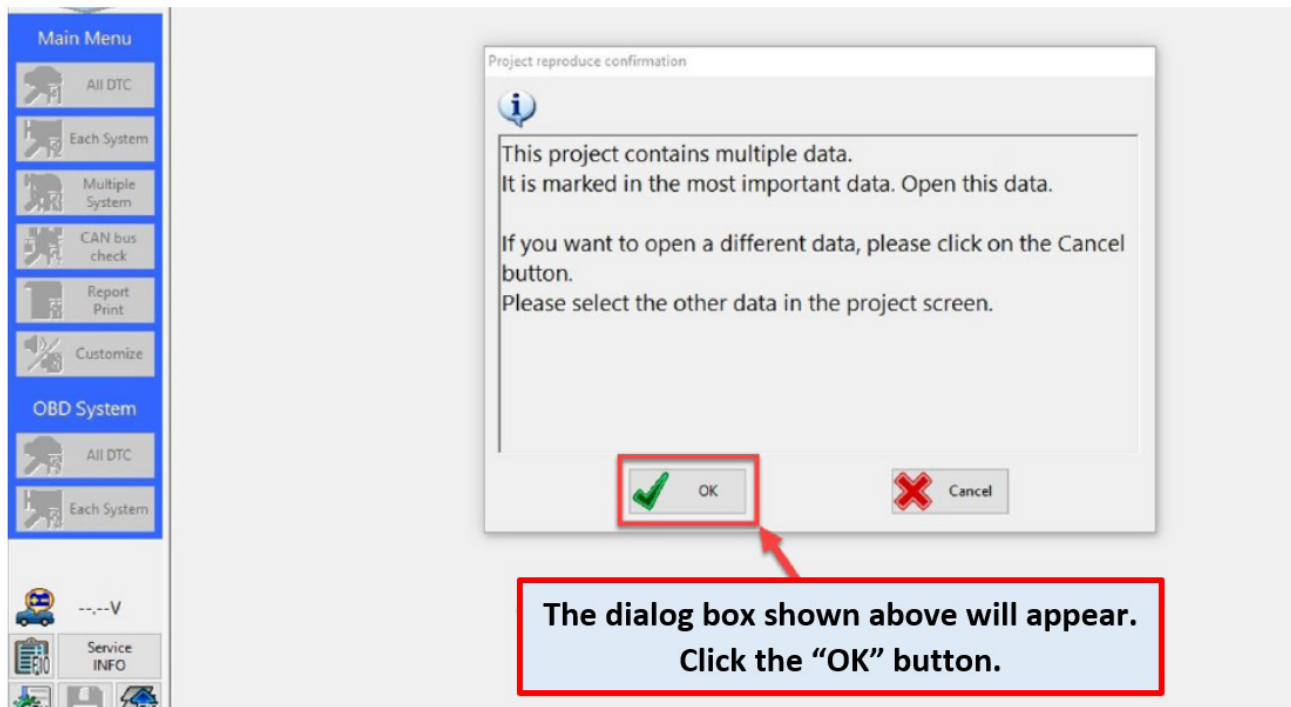 Main Menu
All DTC
Each System
Multiple
System
CAN bus
check
Report
Print
Customize
OBD System
All DTC
Each System
--.--V
F10
Service
INFO
Project reproduce confirmation
This project contains multiple data.
It is marked in the most important data. Open this data.
If you want to open a different data, please click on the Cancel
button.
Please select the other data in the project screen.
OK
Cancel
The dialog box shown above will appear.
Click the “OK” button.